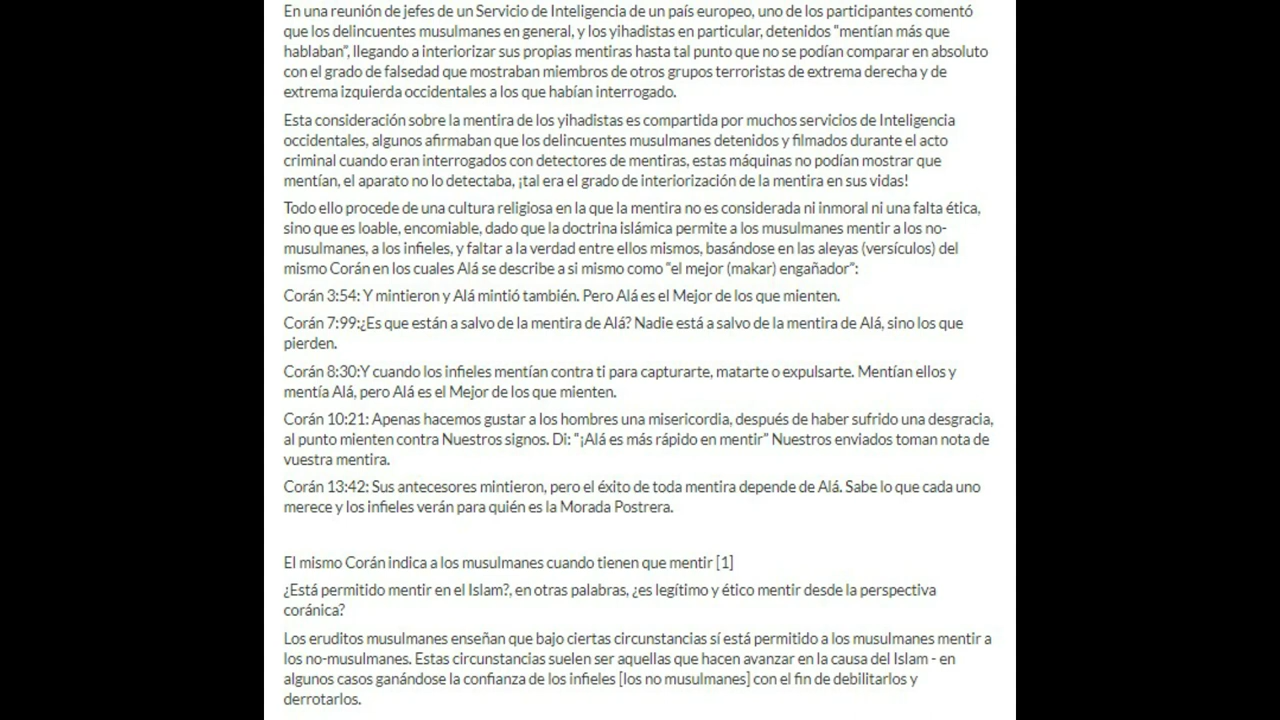 En una reunión de jefes de un Servicio de Inteligencia de un país europeo, uno de los participantes comentó
que los delincuentes musulmanes en general, y los yihadistas en particular, detenidos "mentían más que
hablaban", llegando a interiorizar sus propias mentiras hasta tal punto que no se podían comparar en absoluto
con el grado de falsedad que mostraban miembros de otros grupos terroristas de extrema derecha y de
extrema izquierda occidentales a los que habían interrogado.
Esta consideración sobre la mentira de los yihadistas es compartida por muchos servicios de Inteligencia
occidentales, algunos afirmaban que los delincuentes musulmanes detenidos y filmados durante el acto
criminal cuando eran interrogados con detectores de mentiras, estas máquinas no podían mostrar que
mentían, el aparato no lo detectaba, ¡tal era el grado de interiorización de la mentira en sus vidas!
Todo ello procede de una cultura religiosa en la que la mentira no es considerada ni inmoral ni una falta ética,
sino que es loable, encomiable, dado que la doctrina islámica permite a los musulmanes mentir a los no-
musulmanes, a los infieles, y faltar a la verdad entre ellos mismos, basándose en las aleyas (versículos) del
mismo Corán en los cuales Alá se describe a si mismo como "el mejor (makar) engañador":
Corán 3:54: Y mintieron y Alá mintió también. Pero Alá es el Mejor de los que mienten.
Corán 7:99:¿Es que están a salvo de la mentira de Alá? Nadie está a salvo de la mentira de Alá, sino los que
pierden.
Corán 8:30:Y cuando los infieles mentían contra ti para capturarte, matarte o expulsarte. Mentían ellos y
mentía Alá, pero Alá es el Mejor de los que mienten.
Corán 10:21: Apenas hacemos gustar a los hombres una misericordia, después de haber sufrido una desgracia,
al punto mienten contra Nuestros signos. Di: "¡Alá es más rápido en mentir" Nuestros enviados toman nota de
vuestra mentira.
Corán 13:42: Sus antecesores mintieron, pero el éxito de toda mentira depende de Alá. Sabe lo que cada uno
merece y los infieles verán para quién es la Morada Postrera.
El mismo Corán indica a los musulmanes cuando tienen que mentir [1]
¿Está permitido mentir en el Islam?, en otras palabras, ¿es legítimo y ético mentir desde la perspectiva
coránica?
Los eruditos musulmanes enseñan que bajo ciertas circunstancias sí está permitido a los musulmanes mentir a
los no-musulmanes. Estas circunstancias suelen ser aquellas que hacen avanzar en la causa del Islam - en
algunos casos ganándose la confianza de los infieles [los no musulmanes] con el fin de debilitarlos y
derrotarlos.